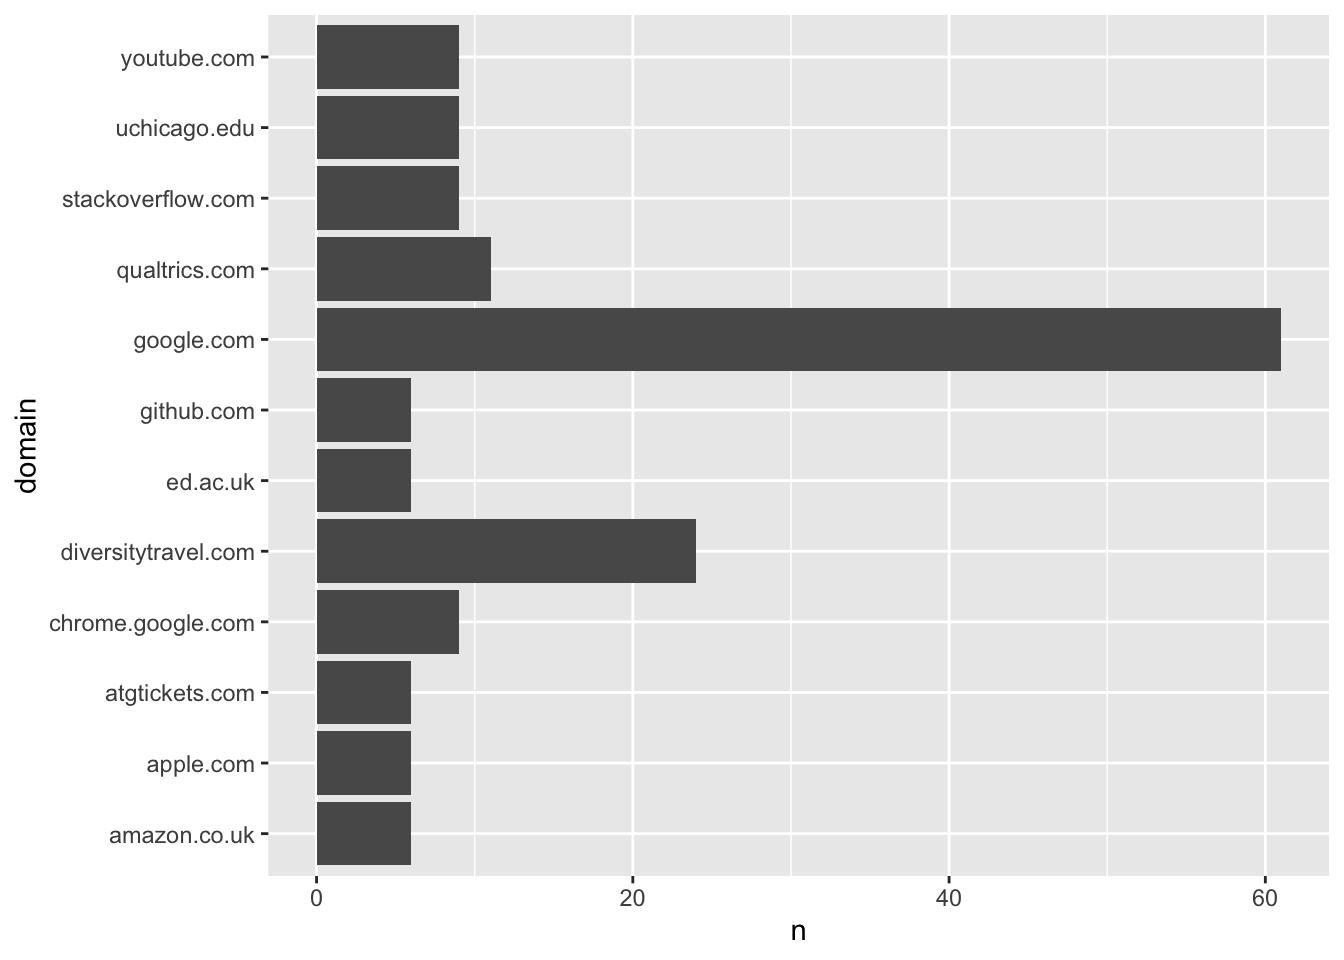 youtube.com
uchicago.edu
stackoverflow.com
qualtrics.com
google.com
github.com
ed.ac.uk
diversitytravel.com
chrome.google.com
atgtickets.com
apple.com
amazon.co.uk
domain
0 20 40 60
n